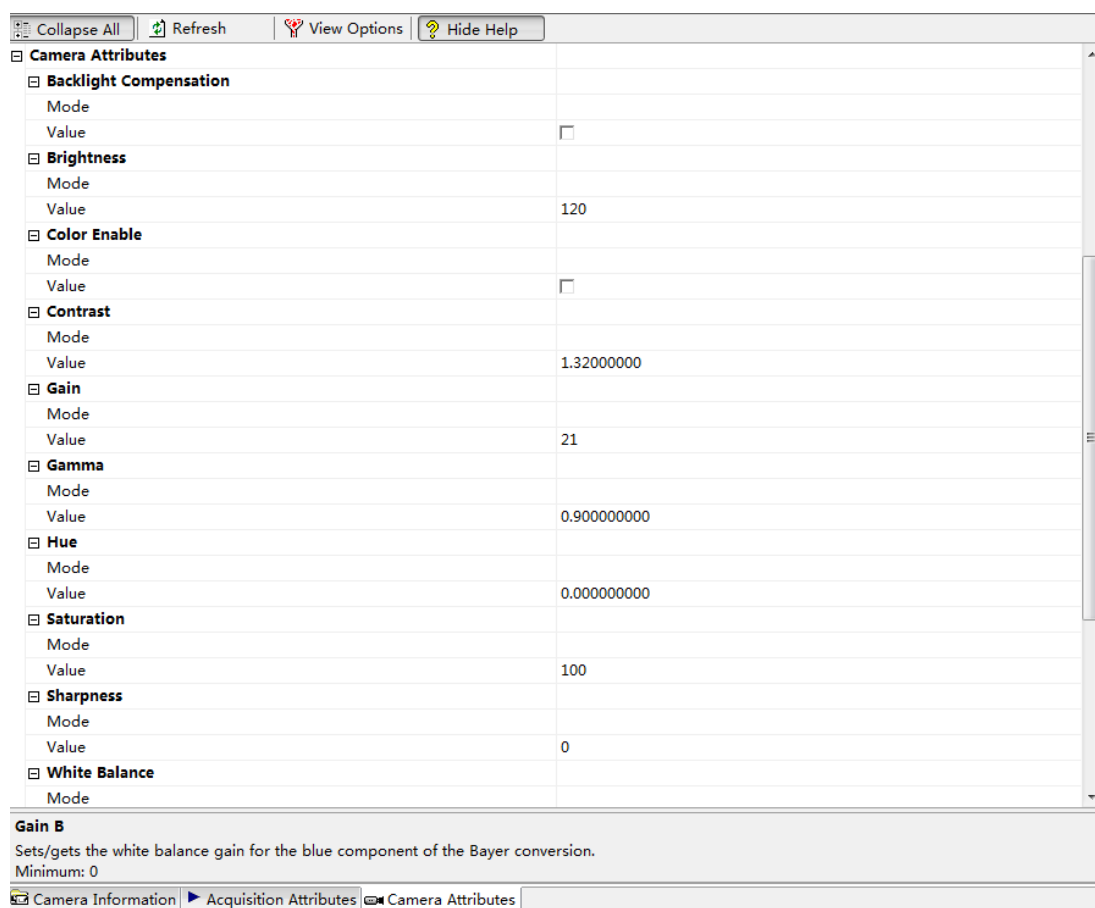 Collapse All Refresh View Options Hide Help
Camera Attributes
Backlight Compensation
Mode
Value
Brightness
Mode
Value 120
Color Enable
Mode
Value
Contrast
Mode
Value 1.32000000
Gain
Mode
Value 21
Gamma
Mode
Value 0.900000000
Hue
Mode
Value 0.000000000
Saturation
Mode
Value 100
Sharpness
Mode
Value 0
White Balance
Mode
Gain B
Sets/gets the white balance gain for the blue component of the Bayer conversion.
Minimum: 0
Camera Information Acquisition Attributes Camera Attributes